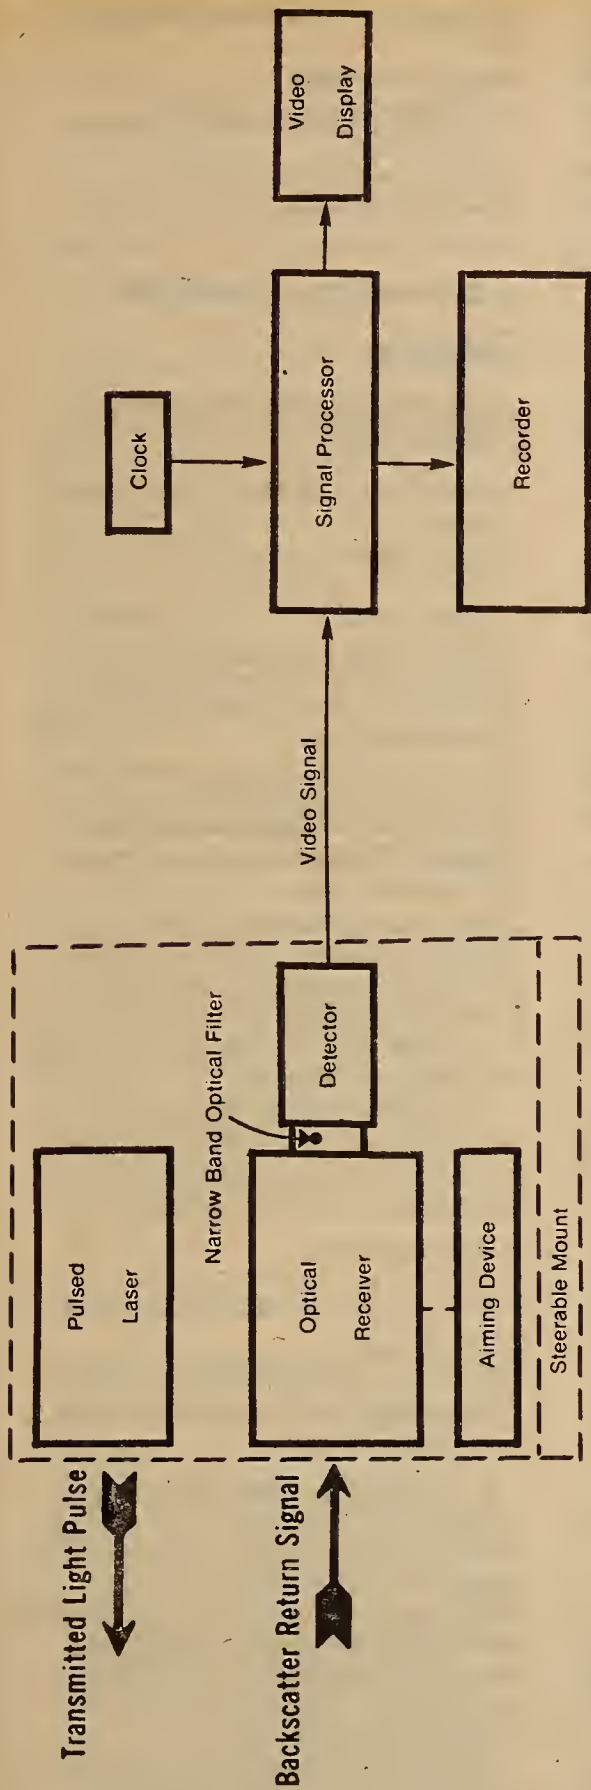 Transmitted Light Pulse
Backscatter Return Signal
Pulsed
Laser
Narrow Band Optical Filter
Optical
Receiver
Detector
Aiming Device
Steerable Mount
Video Signal
Clock
Signal Processor
Recorder
Video
Display